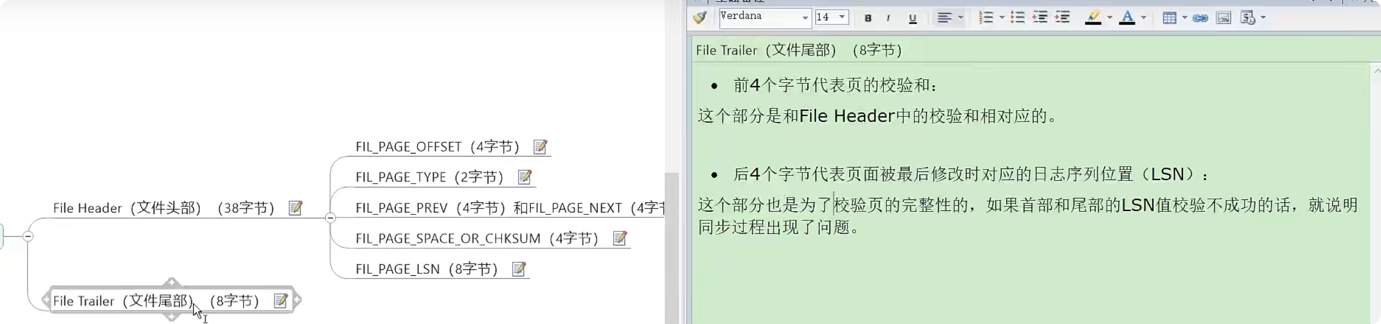 Verdana
14
B I U
A
File Trailer（文件尾部）（8字节）
• 前4个字节代表页的校验和：
这个部分是和File Header中的校验和相对应的。
• 后4个字节代表页面被最后修改时对应的日志序列位置（LSN）：
这个部分也是为了校验页的完整性的，如果首部和尾部的LSN值校验不成功的话，就说明
同步过程出现了问题。
FIL_PAGE_OFFSET（4字节）
FIL_PAGE_TYPE（2字节）
File Header（文件头部）（38字节）
FIL_PAGE_PREV（4字节）和FIL_PAGE_NEXT（4字
FIL_PAGE_SPACE_OR_CHKSUM（4字节）
FIL_PAGE_LSN（8字节）
File Trailer（文件尾部）（8字节）